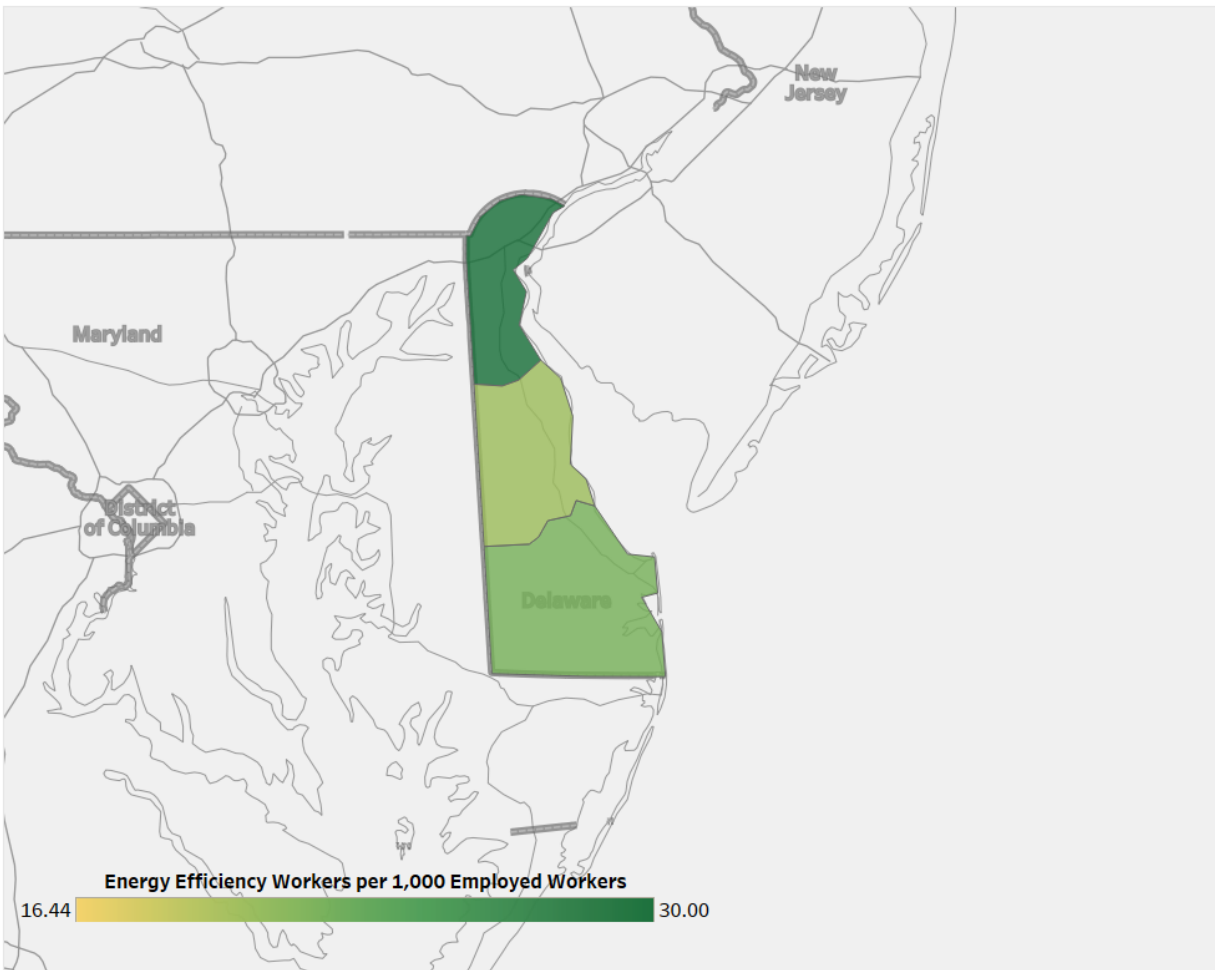 New
Jersey
Maryland
District
of Columbia
Delaware
Energy Efficiency Workers per 1,000 Employed Workers
16.44
30.00